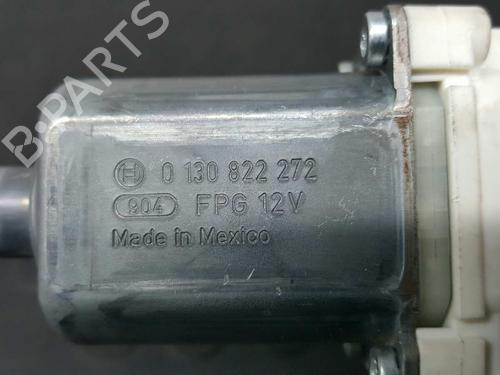 B-PARTS
H 0 130 822 272
904 FPG 12V
Made in Mexico